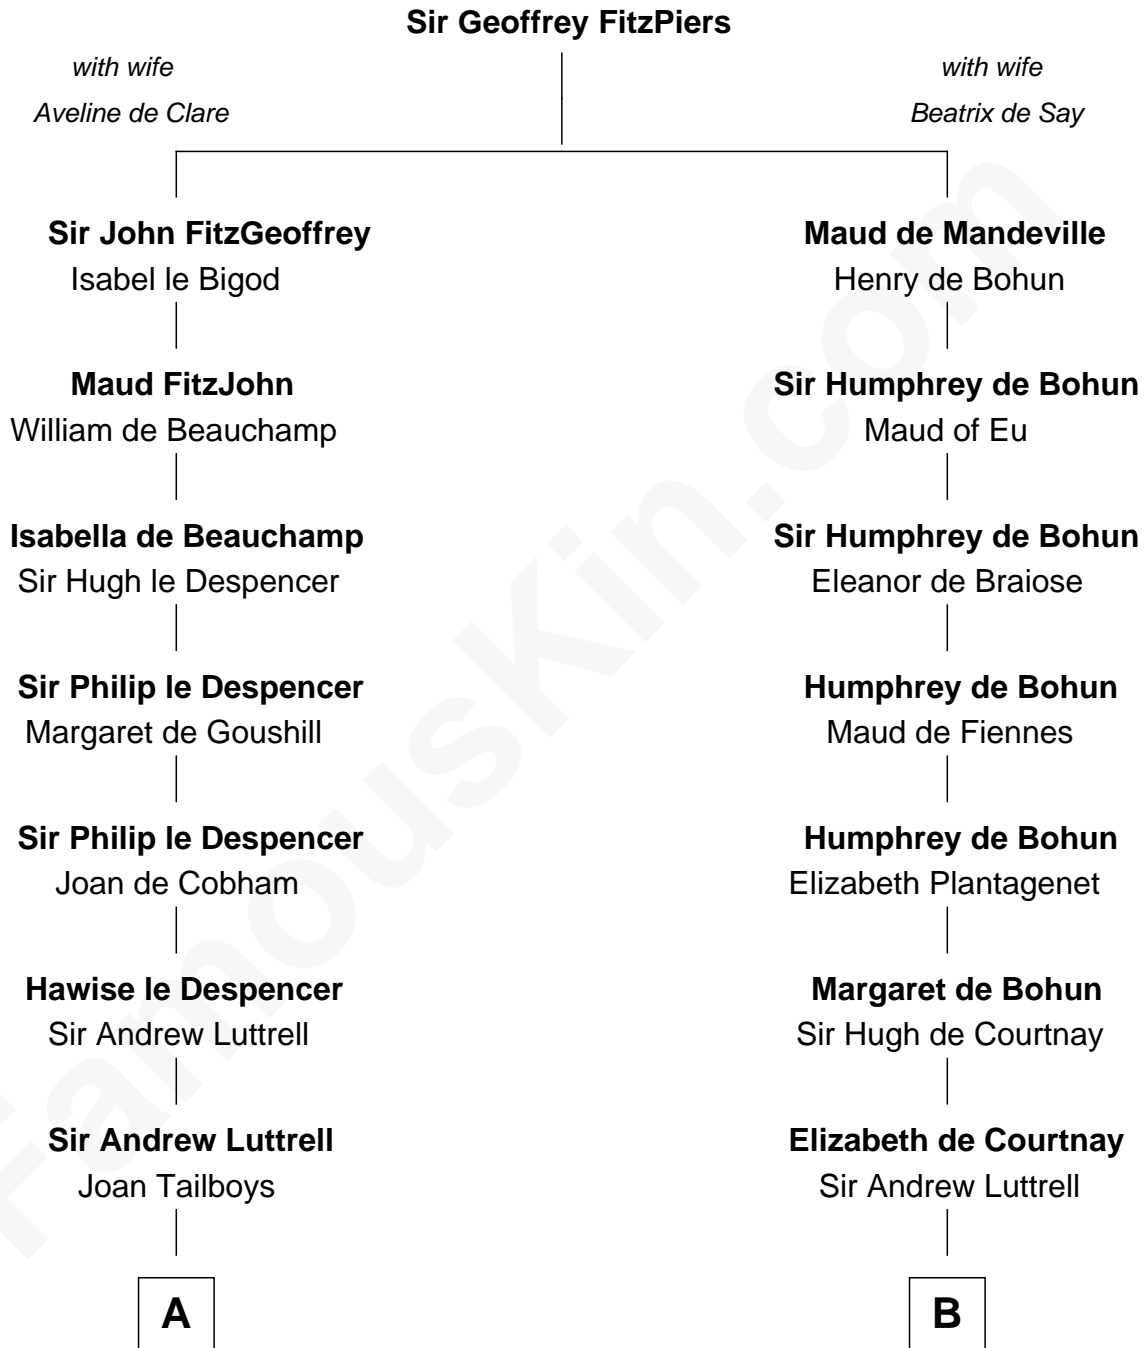 Sir Geoffrey FitzPiers
with wife
Aveline de Clare
with wife
Beatrix de Say
Sir John FitzGeoffrey
Isabel le Bigod
Maud de Mandeville
Henry de Bohun
Maud FitzJohn
William de Beauchamp
Sir Humphrey de Bohun
Maud of Eu
Isabella de Beauchamp
Sir Hugh le Despencer
Sir Humphrey de Bohun
Eleanor de Braiose
Sir Philip le Despencer
Margaret de Goushill
Humphrey de Bohun
Maud de Fiennes
Sir Philip le Despencer
Joan de Cobham
Humphrey de Bohun
Elizabeth Plantagenet
Hawise le Despencer
Sir Andrew Luttrell
Margaret de Bohun
Sir Hugh de Courtnay
Sir Andrew Luttrell
Joan Tailboys
Elizabeth de Courtnay
Sir Andrew Luttrell
A
B
FamousKin.com